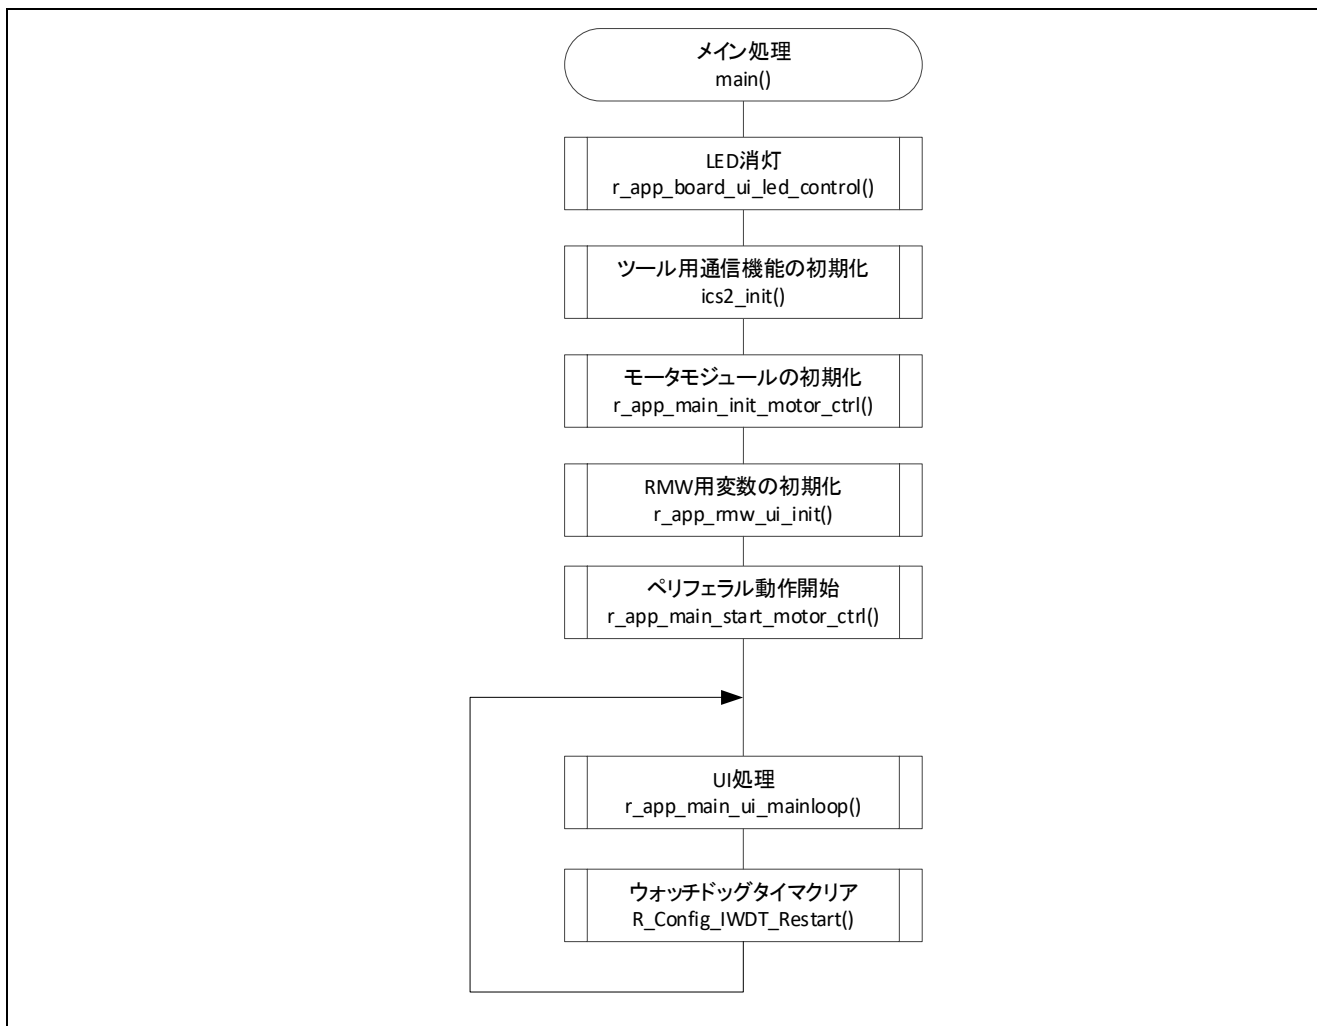 メイン処理
main()
LED消灯
r_app_board_ui_led_control()
ツール用通信機能の初期化
ics2_init()
モータモジュールの初期化
r_app_main_init_motor_ctrl()
RMW用変数の初期化
r_app_rmw_ui_init()
ペリフェラル動作開始
r_app_main_start_motor_ctrl()
UI処理
r_app_main_ui_mainloop()
ウォッチドッグタイマクリア
R_Config_IWDT_Restart()